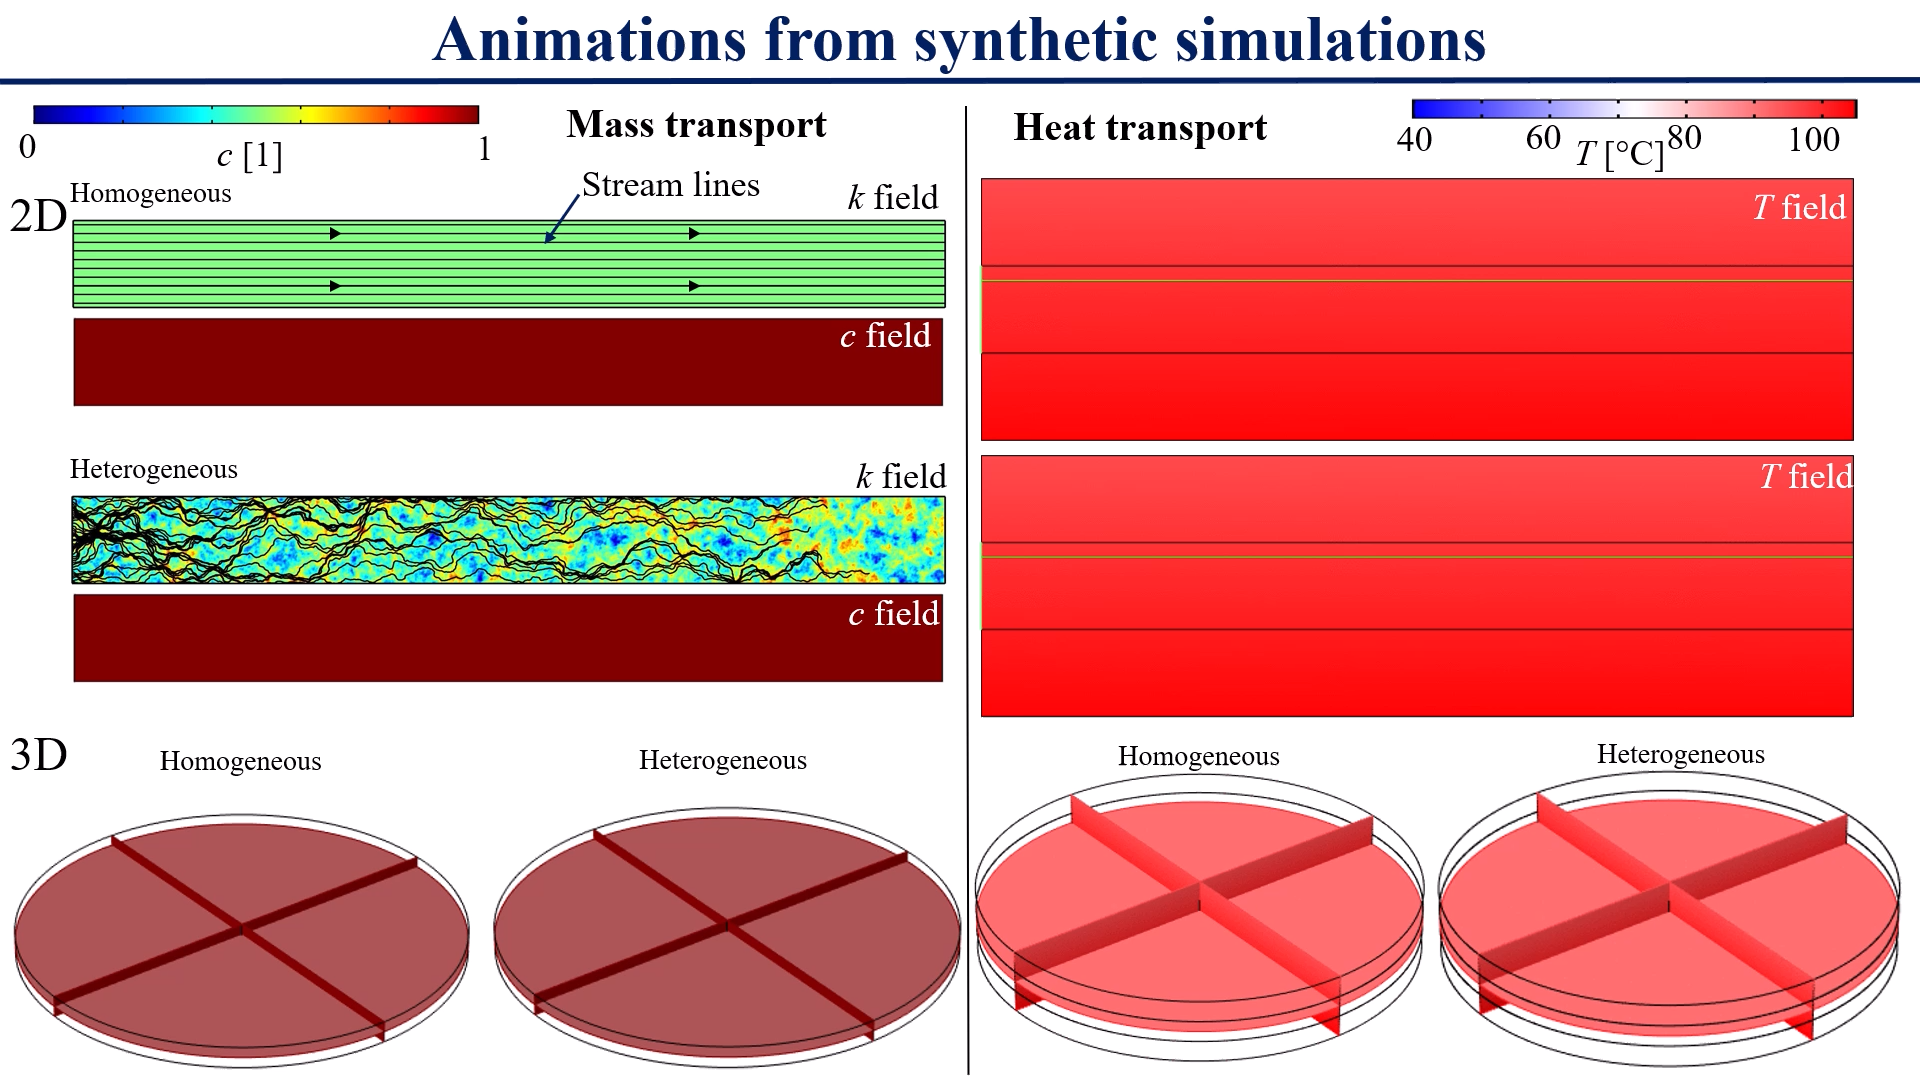 Animations from synthetic simulations
0
c [1]
1
Mass transport
Stream lines
2D
Homogeneous
k field
c field
Heterogeneous
k field
c field
3D
Homogeneous
Heterogeneous
Heat transport
40
60
T [°C]
80
100
T field
T field
Homogeneous
Heterogeneous